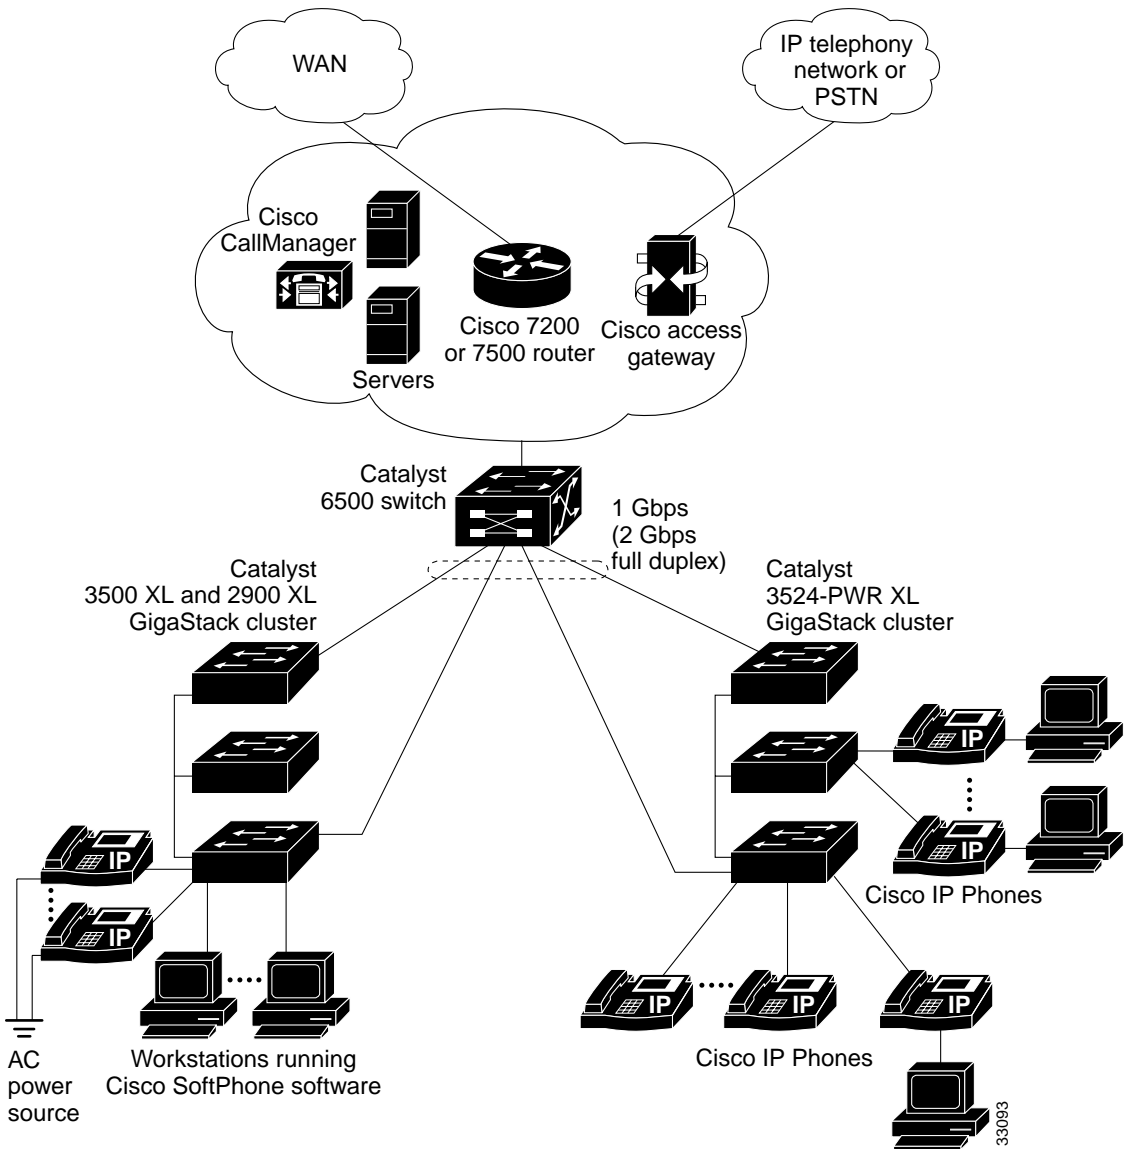 WAN
IP telephony
network or
PSTN
Cisco
CallManager
Servers
Cisco 7200
or 7500 router
Cisco access
gateway
Catalyst
6500 switch
1 Gbps
(2 Gbps
full duplex)
Catalyst
3500 XL and 2900 XL
GigaStack cluster
Catalyst
3524-PWR XL
GigaStack cluster
IP
IP
Cisco IP Phones
IP
IP
AC
power
source
Workstations running
Cisco SoftPhone software
IP
IP
IP
Cisco IP Phones
33093